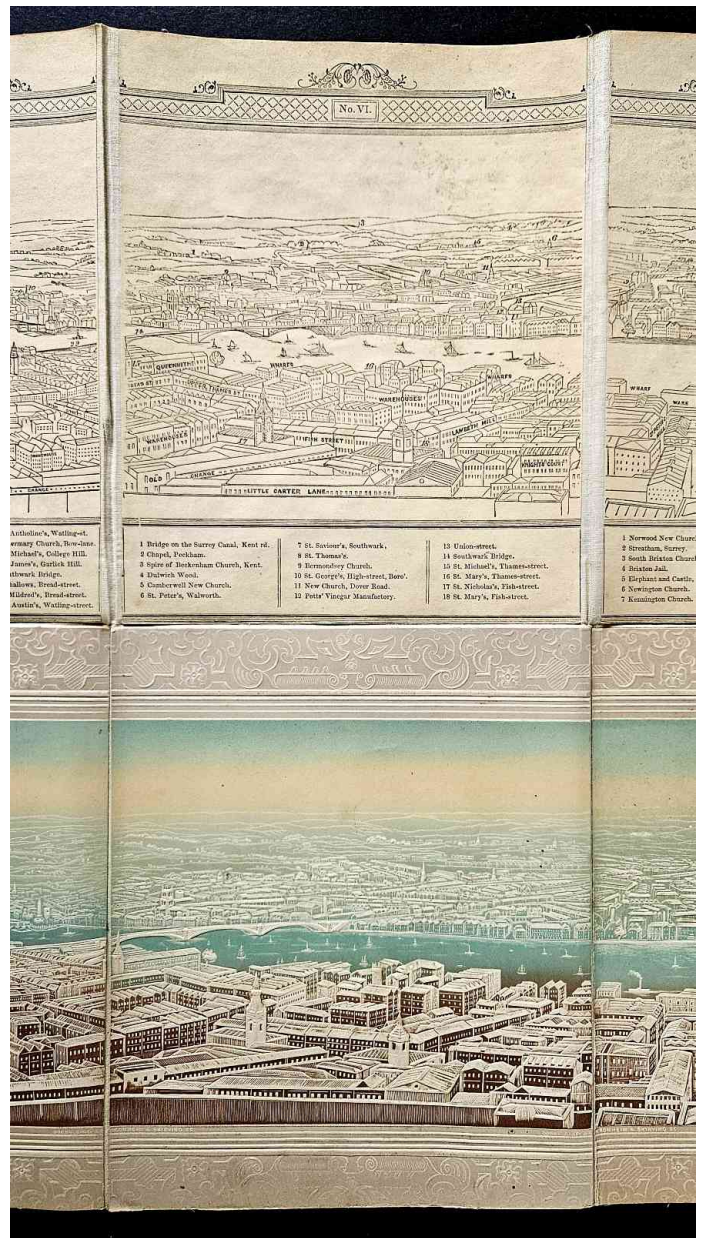 No. VI.
QUEENHITHE
WHARFS
WHARFS
WAREHOUSES
WHARF
UPPER THAMES ST
LAMBETH HILL
WAREHOUSES
FISH STREET
KNIGHTS COURT
OLD
CHANGE
LITTLE CARTER LANE
CHANGE
Antholine's, Watling-st.
Michael's, College Hill.
James's, Garlick Hill.
thwark Bridge.
hallows, Bread-street.
Mildred's, Bread-street.
Austin's, Watling-street.
1 Bridge on the Surrey Canal, Kent rd.
2 Chapel, Peckham.
3 Spire of Beckenham Church, Kent.
4 Dulwich Wood.
5 Camberwell New Church.
6 St. Peter's, Walworth.
7 St. Saviour's, Southwark.
8 St. Thomas's.
9 Bermondsey Church.
10 St. George's, High-street, Boro'.
11 New Church, Dover Road.
12 Potts' Vinegar Manufactory.
13 Union-street.
14 Southwark Bridge.
15 St. Michael's, Thames-street.
16 St. Mary's, Thames-street.
17 St. Nicholas's, Fish-street.
18 St. Mary's, Fish-street.
1 Norwood New Church
2 Streatham, Surrey
3 South Brixton Church
4 Brixton Jail.
5 Elephant and Castle,
6 Newington Church.
7 Kennington Church.